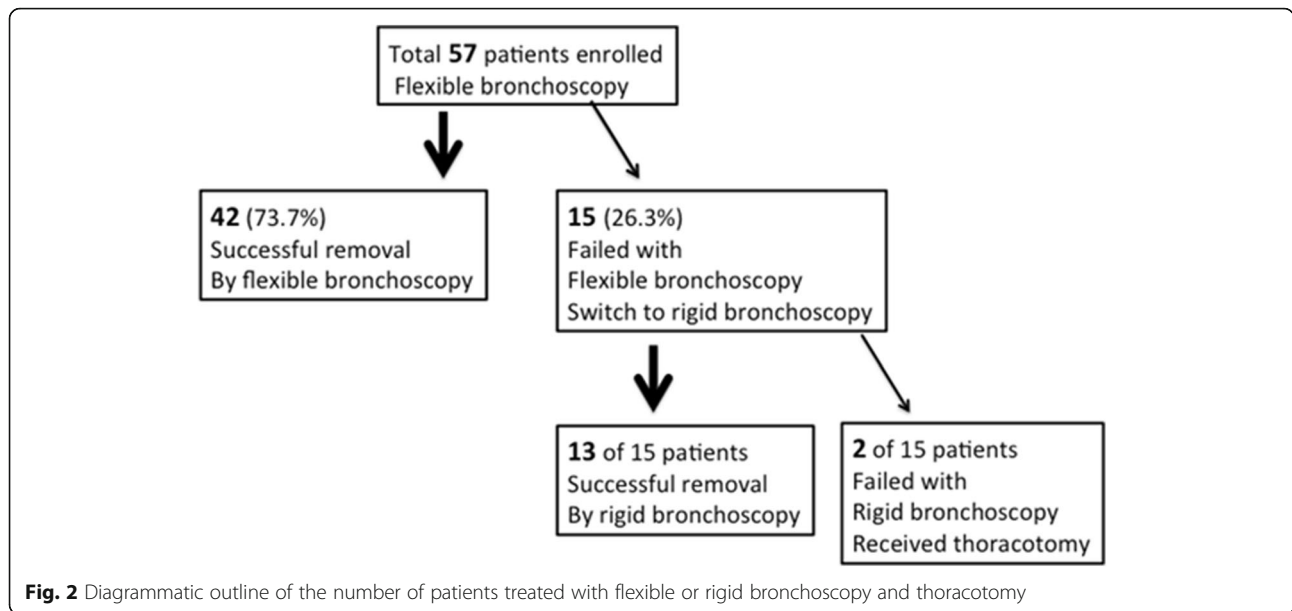 Total 57 patients enrolled
Flexible bronchoscopy
42 (73.7%)
Successful removal
By flexible bronchoscopy
15 (26.3%)
Failed with
Flexible bronchoscopy
Switch to rigid bronchoscopy
13 of 15 patients
Successful removal
By rigid bronchoscopy
2 of 15 patients
Failed with
Rigid bronchoscopy
Received thoracotomy
Fig. 2 Diagrammatic outline of the number of patients treated with flexible or rigid bronchoscopy and thoracotomy